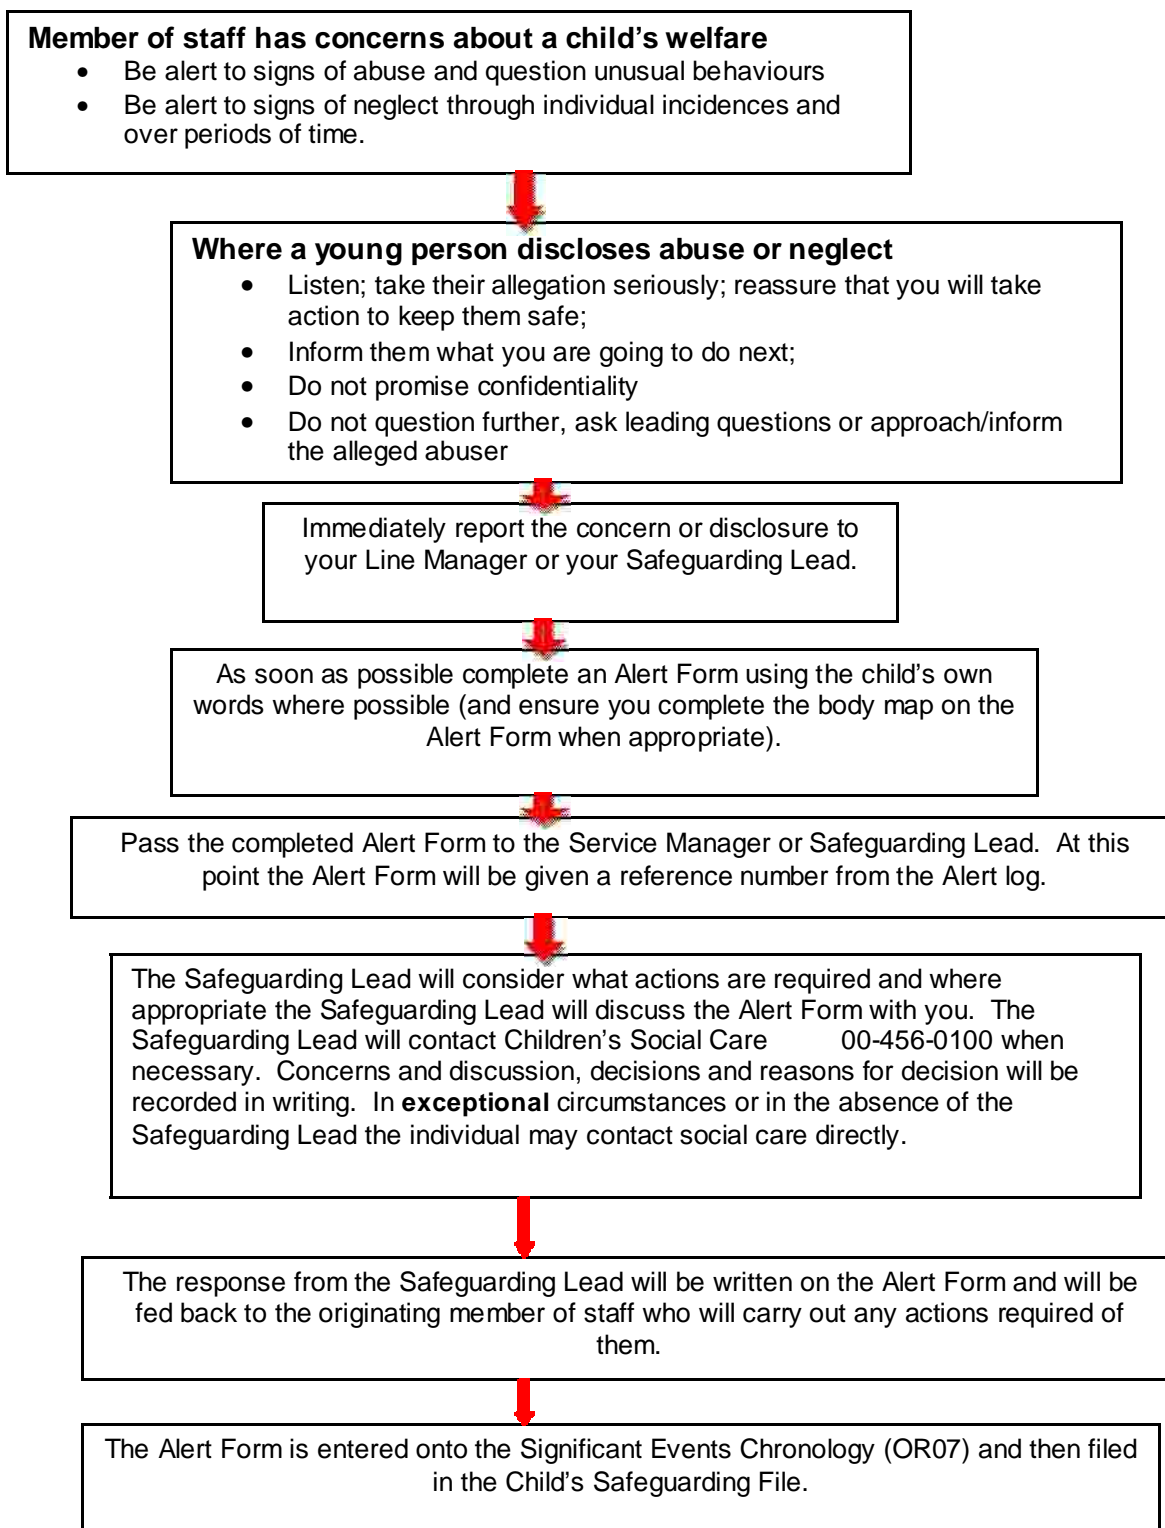 Member of staff has concerns about a child’s welfare
• Be alert to signs of abuse and question unusual behaviours
• Be alert to signs of neglect through individual incidences and
over periods of time.
Where a young person discloses abuse or neglect
• Listen; take their allegation seriously; reassure that you will take
action to keep them safe;
• Inform them what you are going to do next;
• Do not promise confidentiality
• Do not question further, ask leading questions or approach/inform
the alleged abuser
Immediately report the concern or disclosure to
your Line Manager or your Safeguarding Lead.
As soon as possible complete an Alert Form using the child’s own
words where possible (and ensure you complete the body map on the
Alert Form when appropriate).
Pass the completed Alert Form to the Service Manager or Safeguarding Lead. At this
point the Alert Form will be given a reference number from the Alert log.
The Safeguarding Lead will consider what actions are required and where
appropriate the Safeguarding Lead will discuss the Alert Form with you. The
Safeguarding Lead will contact Children’s Social Care 00-456-0100 when
necessary. Concerns and discussion, decisions and reasons for decision will be
recorded in writing. In exceptional circumstances or in the absence of the
Safeguarding Lead the individual may contact social care directly.
The response from the Safeguarding Lead will be written on the Alert Form and will be
fed back to the originating member of staff who will carry out any actions required of
them.
The Alert Form is entered onto the Significant Events Chronology (OR07) and then filed
in the Child’s Safeguarding File.